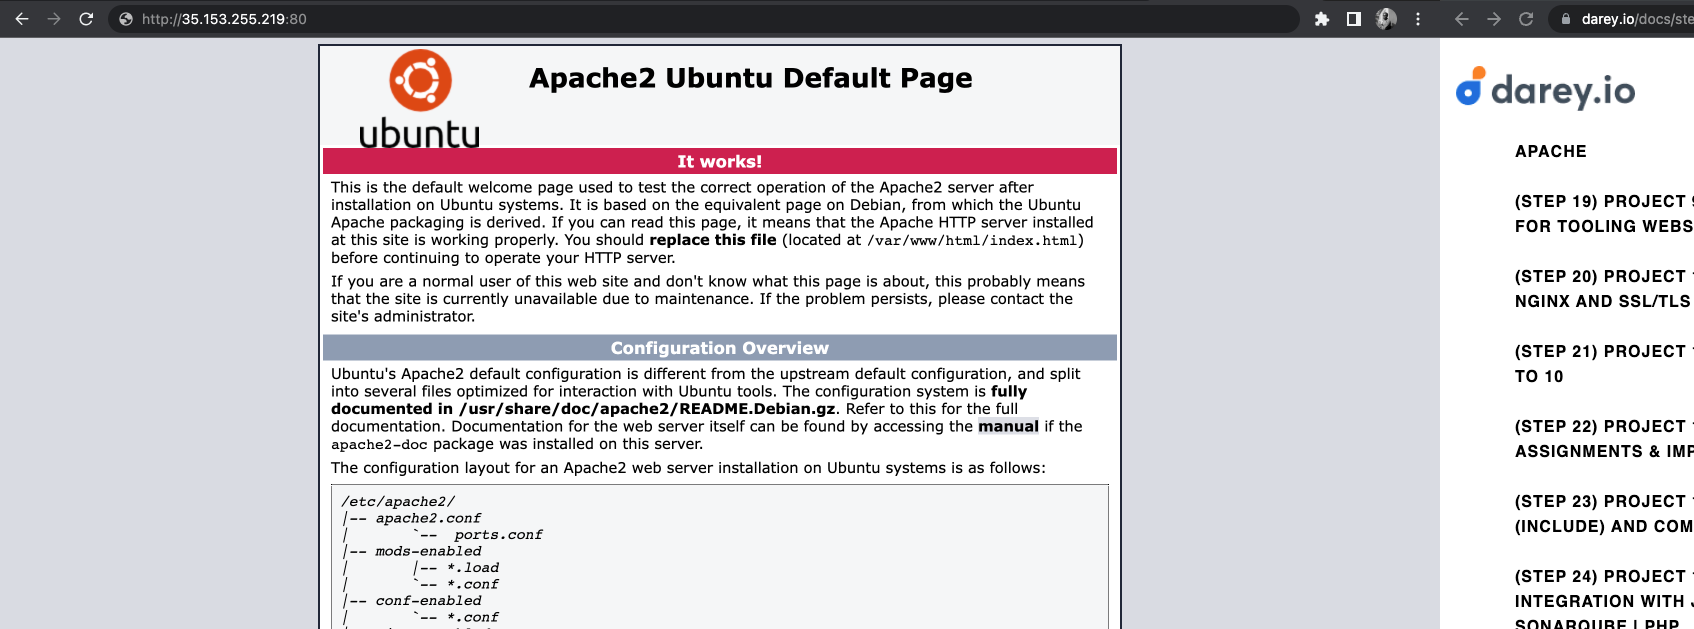 http://35.153.255.219:80
darey.io/docs/ste
ubuntu
Apache2 Ubuntu Default Page
It works!
This is the default welcome page used to test the correct operation of the Apache2 server after
installation on Ubuntu systems. It is based on the equivalent page on Debian, from which the Ubuntu
Apache packaging is derived. If you can read this page, it means that the Apache HTTP server installed
at this site is working properly. You should replace this file (located at /var/www/html/index.html)
before continuing to operate your HTTP server.
If you are a normal user of this web site and don't know what this page is about, this probably means
that the site is currently unavailable due to maintenance. If the problem persists, please contact the
site's administrator.
Configuration Overview
Ubuntu's Apache2 default configuration is different from the upstream default configuration, and split
into several files optimized for interaction with Ubuntu tools. The configuration system is fully
documented in /usr/share/doc/apache2/README.Debian.gz. Refer to this for the full
documentation. Documentation for the web server itself can be found by accessing the manual if the
apache2-doc package was installed on this server.
The configuration layout for an Apache2 web server installation on Ubuntu systems is as follows:
/etc/apache2/
|-- apache2.conf
|       `--  ports.conf
|-- mods-enabled
|       |-- *.load
|       `-- *.conf
|-- conf-enabled
|       `-- *.conf
darey.io
APACHE
(STEP 19) PROJECT
FOR TOOLING WEBS
(STEP 20) PROJECT
NGINX AND SSL/TLS
(STEP 21) PROJECT
TO 10
(STEP 22) PROJECT
ASSIGNMENTS & IMP
(STEP 23) PROJECT
(INCLUDE) AND COM
(STEP 24) PROJECT
INTEGRATION WITH
SONARQUBE | PHP